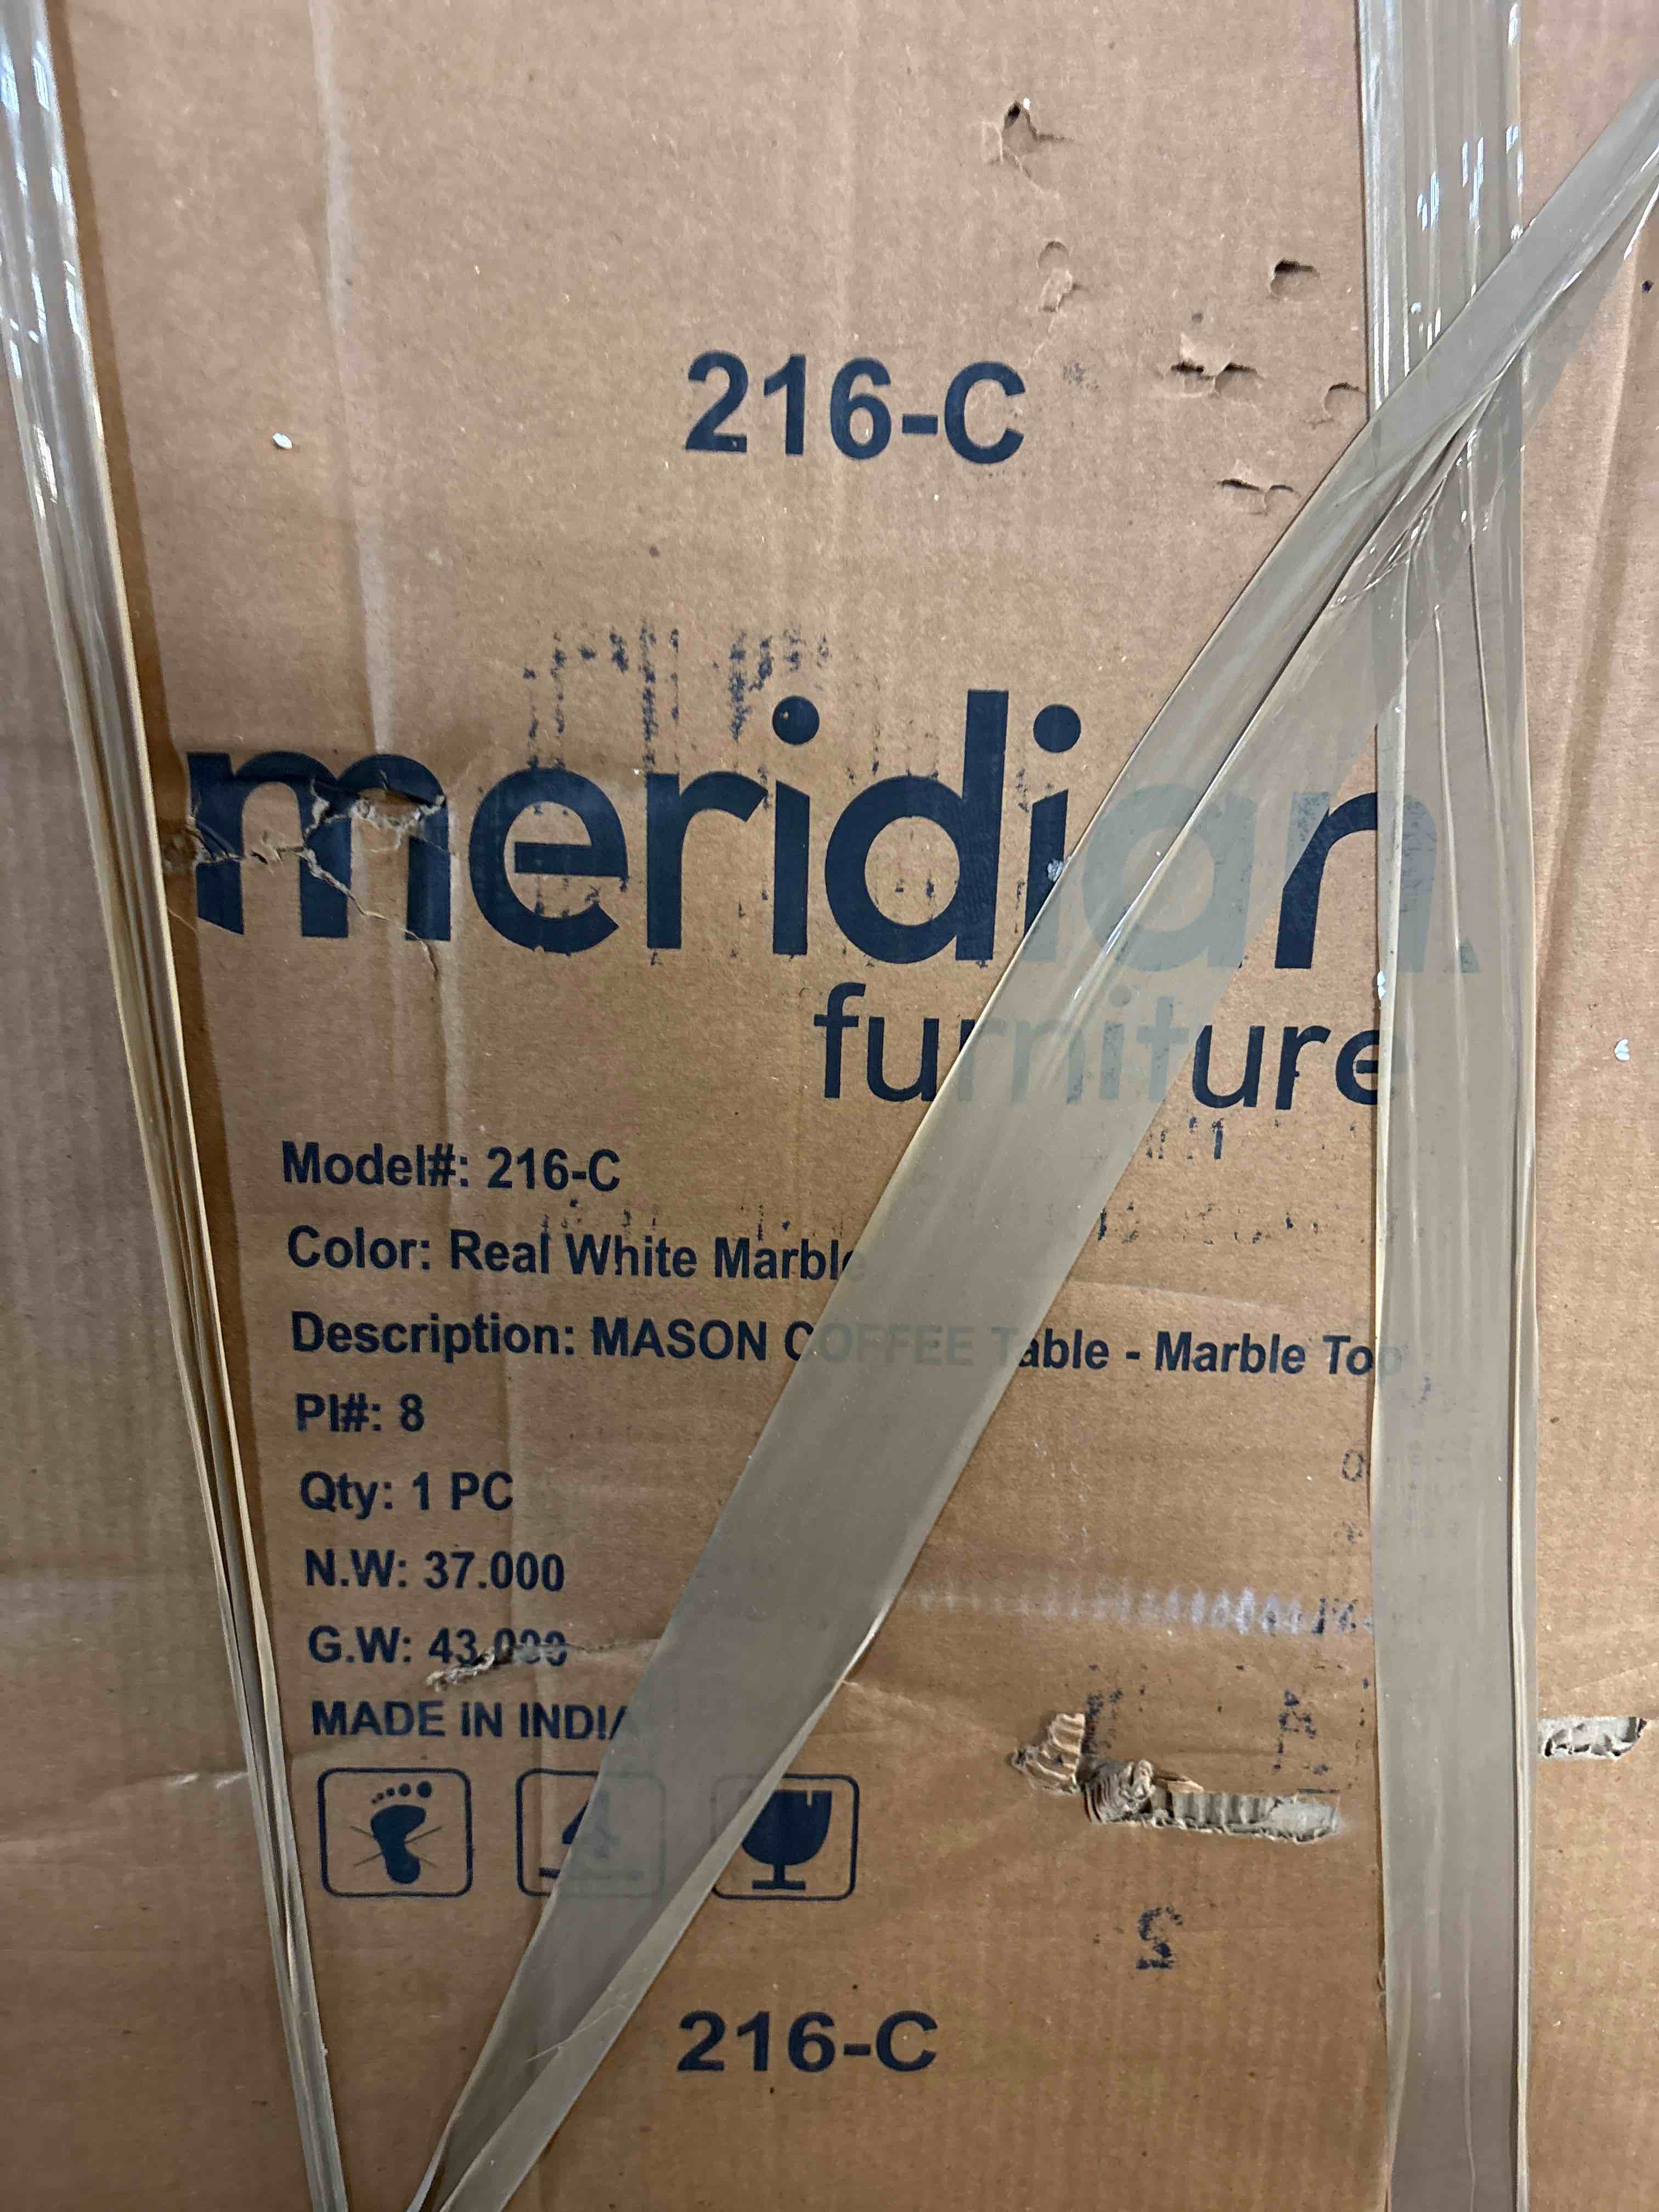 216-C
meridian
furniture
Model#: 216-C
Color: Real White Marble
Description: MASON COFFEE Table - Marble Top
PI#: 8
Qty: 1 PC
N.W: 37.000
G.W: 43.000
MADE IN INDIA
216-C